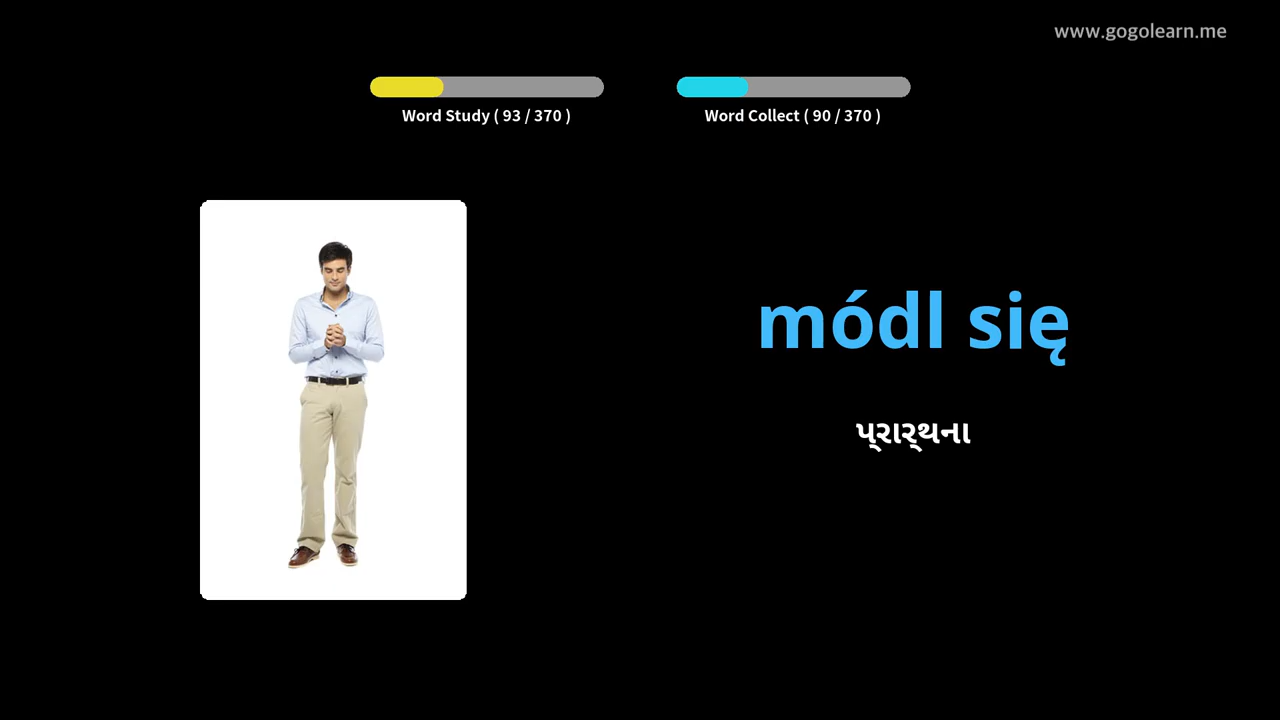 www.gogolearn.me
Word Study ( 93 / 370 )
Word Collect ( 90 / 370 )
módl się
પ્રાર્થના